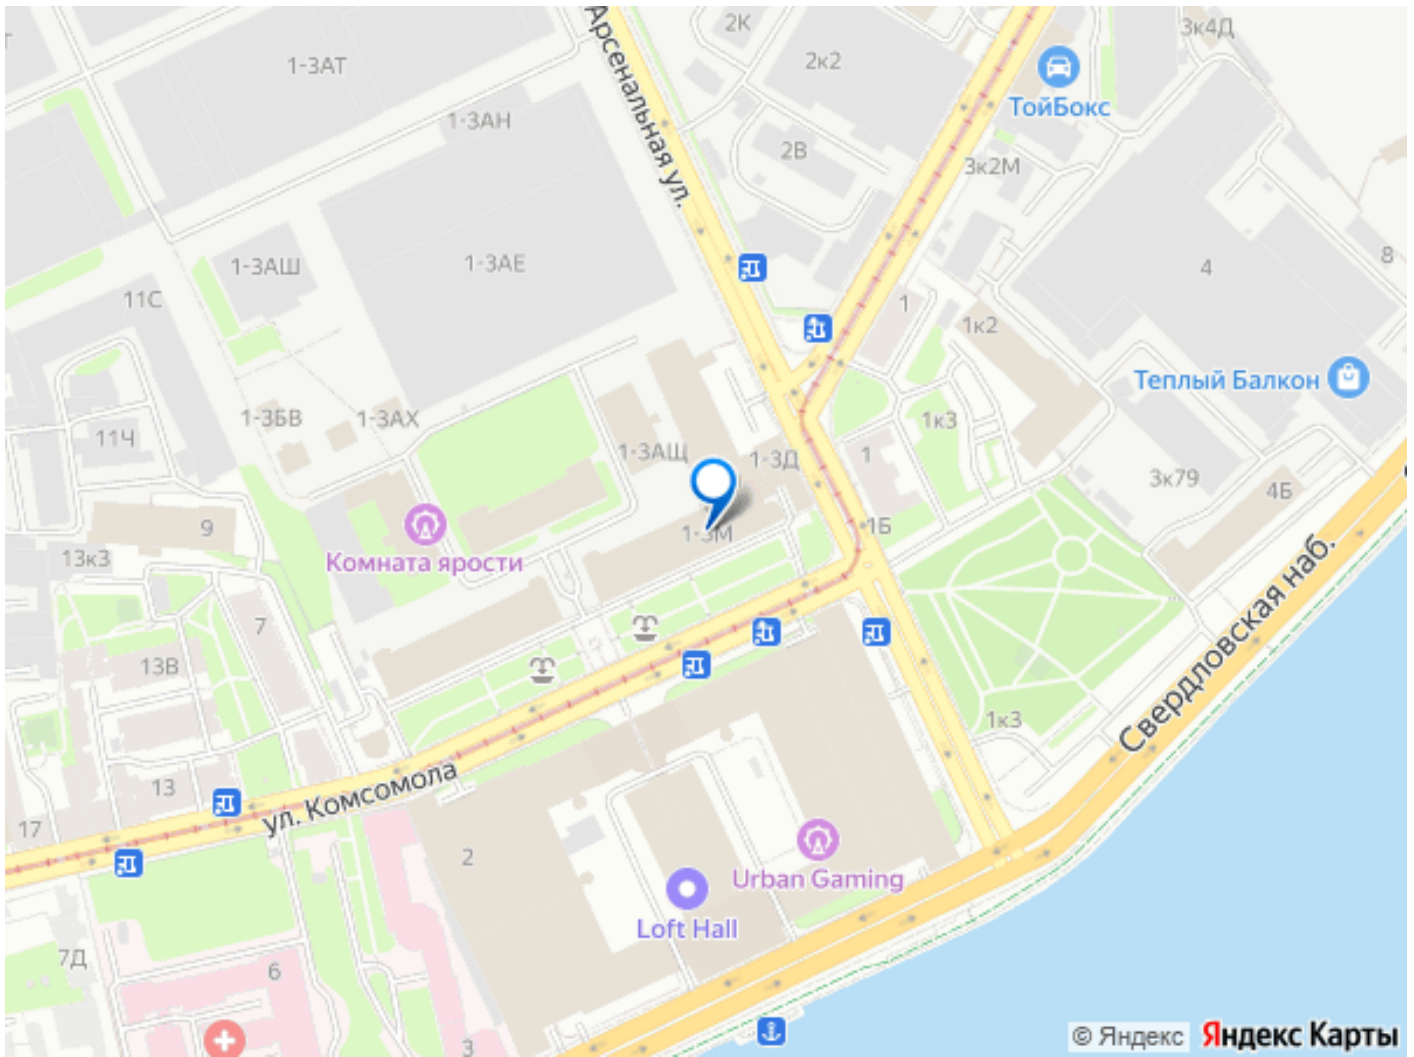 2К
3к4Д
1-3АТ
2к2
ТойБокс
Арсенальная ул.
1-3АН
2В
3к2М
1-3АШ
1-3АЕ
8
4
11С
1
1к2
Теплый Балкон
1-3БВ
1-3АХ
1к3
11Ч
1-3АЩ
1-3Д
1
3к79
4Б
9
1-3М
1Б
Комната ярости
13к3
Свердловская наб.
7
13В
1к3
13
ул. Комсомола
17
2
Urban Gaming
Loft Hall
7Д
6
3
© Яндекс
Яндекс Карты